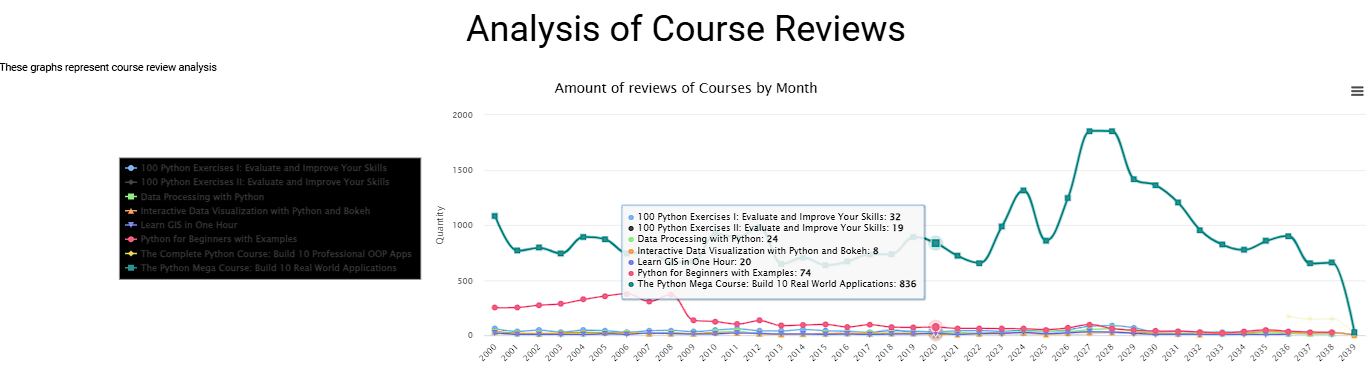 Analysis of Course Reviews
These graphs represent course review analysis
Amount of reviews of Courses by Month
100 Python Exercises I: Evaluate and Improve Your Skills
100 Python Exercises II: Evaluate and Improve Your Skills
Data Processing with Python
Interactive Data Visualization with Python and Bokeh
Learn GIS in One Hour
Python for Beginners with Examples
The Complete Python Course: Build 10 Professional OOP Apps
The Python Mega Course: Build 10 Real World Applications
Quantity
2000
1500
1000
500
0
100 Python Exercises I: Evaluate and Improve Your Skills: 32
100 Python Exercises II: Evaluate and Improve Your Skills: 19
Data Processing with Python: 24
Interactive Data Visualization with Python and Bokeh: 8
Learn GIS in One Hour: 20
Python for Beginners with Examples: 74
The Python Mega Course: Build 10 Real World Applications: 836
2000 2001 2002 2003 2004 2005 2006 2007 2008 2009 2010 2011 2012 2013 2014 2015 2016 2017 2018 2019 2020 2021 2022 2023 2024 2025 2026 2027 2028 2029 2030 2031 2032 2033 2034 2035 2036 2037 2038 2039